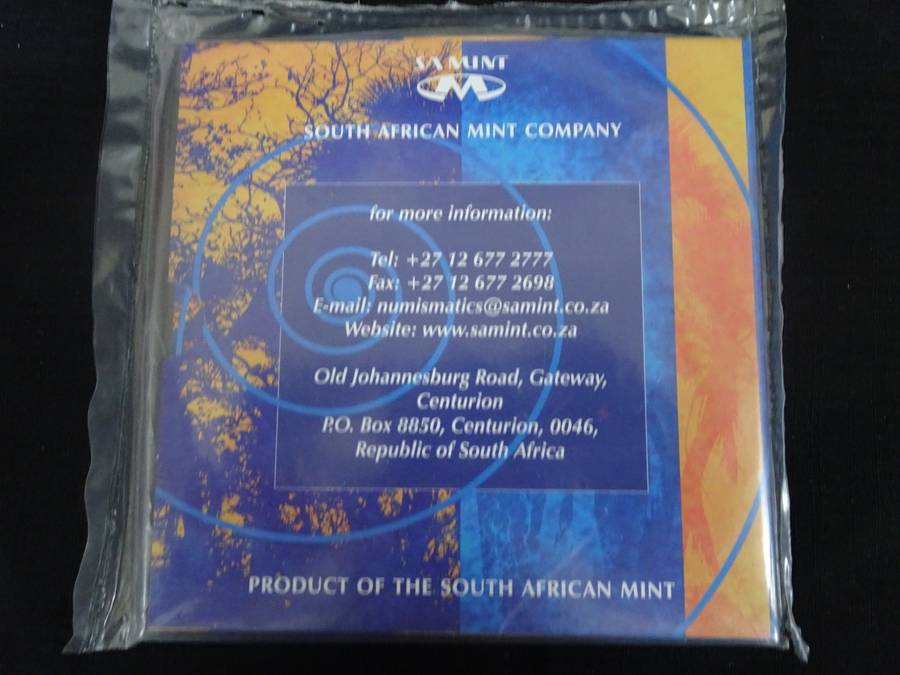 SA MINT
SOUTH AFRICAN MINT COMPANY
for more information:
Tel: +27 12 677 2777
Fax: +27 12 677 2698
E-mail: numismatics@samint.co.za
Website: www.samint.co.za
Old Johannesburg Road, Gateway,
Centurion
P.O. Box 8850, Centurion, 0046,
Republic of South Africa
PRODUCT OF THE SOUTH AFRICAN MINT